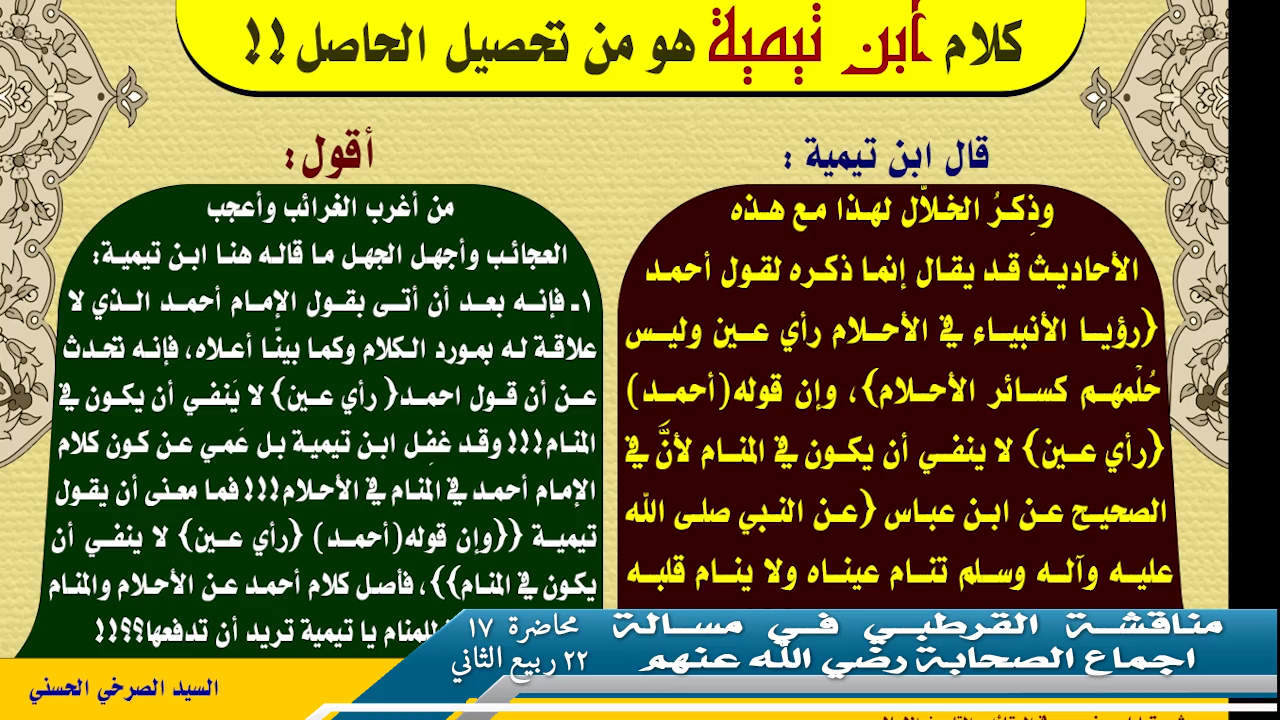 كلام ابن تيمية هو من تحصيل الحاصل!!
قال ابن تيمية :
وذِكرُ الخلاّل لهذا مع هذه
الأحاديث قد يقال إنما ذكره لقول أحمد
{رؤيا الأنبياء في الأحلام رأي عين وليس
حُلْمهم كسائر الأحلام}، وإن قوله(أحمد)
{رأي عين} لا ينفي أن يكون في المنام لأنَّ في
الصحيح عن ابن عباس {عن النبي صلى الله
عليه وآله وسلم تنام عيناه ولا ينام قلبه
أقول:
من أغرب الغرائب وأعجب
العجائب وأجهل الجهل ما قاله هنا ابن تيمية:
١ـ فإنه بعد أن أتى بقول الإمام أحمد الذي لا
علاقة له بمورد الكلام وكما بينّا أعلاه، فإنه تحدث
عن أن قول احمد{ رأي عين} لا يَنفي أن يكون في
المنام!!! وقد غفِل ابن تيمية بل عَمي عن كون كلام
الإمام أحمد في المنام في الأحلام!!! فما معنى أن يقول
تيمية {{وإن قوله(أحمد) {رأي عين} لا ينفي أن
يكون في المنام}}، فأصل كلام أحمد عن الأحلام والمنام
للمنام يا تيمية تريد أن تدفعها؟؟!!
مناقشة القرطبي في مسالة
اجماع الصحابة رضي الله عنهم
محاضرة ١٧
٢٢ ربيع الثاني
السيد الصرخي الحسني